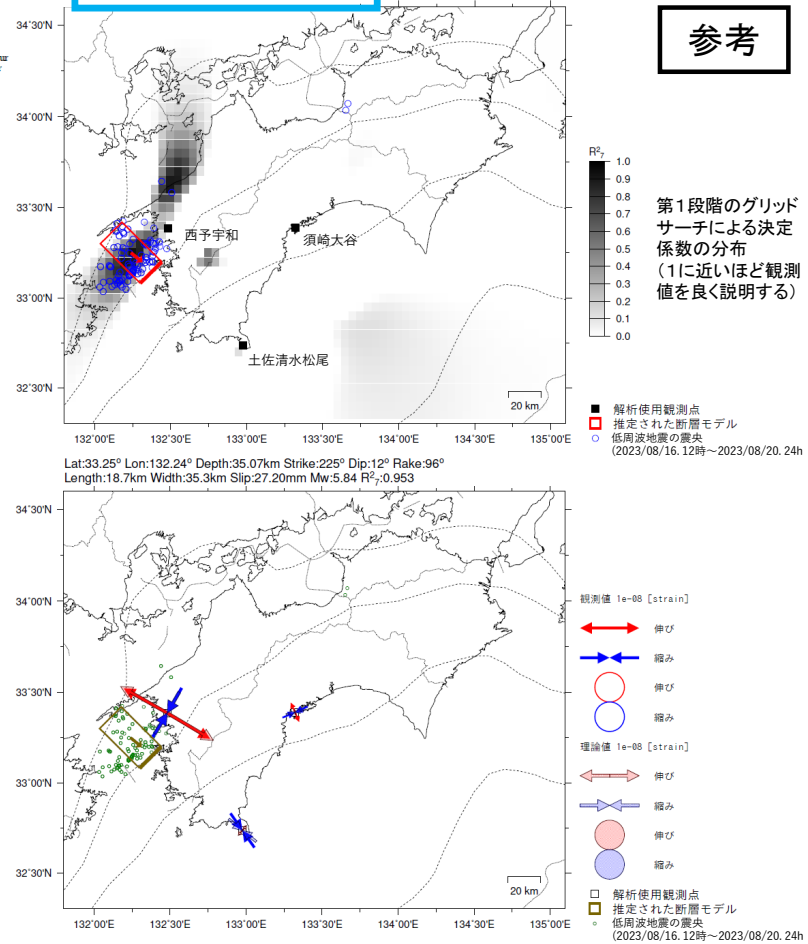 参考
34°30'N
34°00'N
33°30'N
33°00'N
32°30'N
132°00'E
132°30'E
133°00'E
133°30'E
134°00'E
134°30'E
135°00'E
西予宇和
須崎大谷
土佐清水松尾
20 km
R²₇
1.0
0.9
0.8
0.7
0.6
0.5
0.4
0.3
0.2
0.1
0.0
第1段階のグリッド
サーチによる決定
係数の分布
(1に近いほど観測
値を良く説明する)
解析使用観測点
推定された断層モデル
低周波地震の震央
(2023/08/16.12時～2023/08/20.24h
Lat:33.25° Lon:132.24° Depth:35.07km Strike:225° Dip:12° Rake:96°
Length:18.7km Width:35.3km Slip:27.20mm Mw:5.84 R²₇:0.953
34°30'N
34°00'N
33°30'N
33°00'N
32°30'N
132°00'E
132°30'E
133°00'E
133°30'E
134°00'E
134°30'E
135°00'E
20 km
観測値 1e-08 [strain]
伸び
縮み
伸び
縮み
理論値 1e-08 [strain]
伸び
縮み
伸び
縮み
解析使用観測点
推定された断層モデル
低周波地震の震央
(2023/08/16.12時～2023/08/20.24h